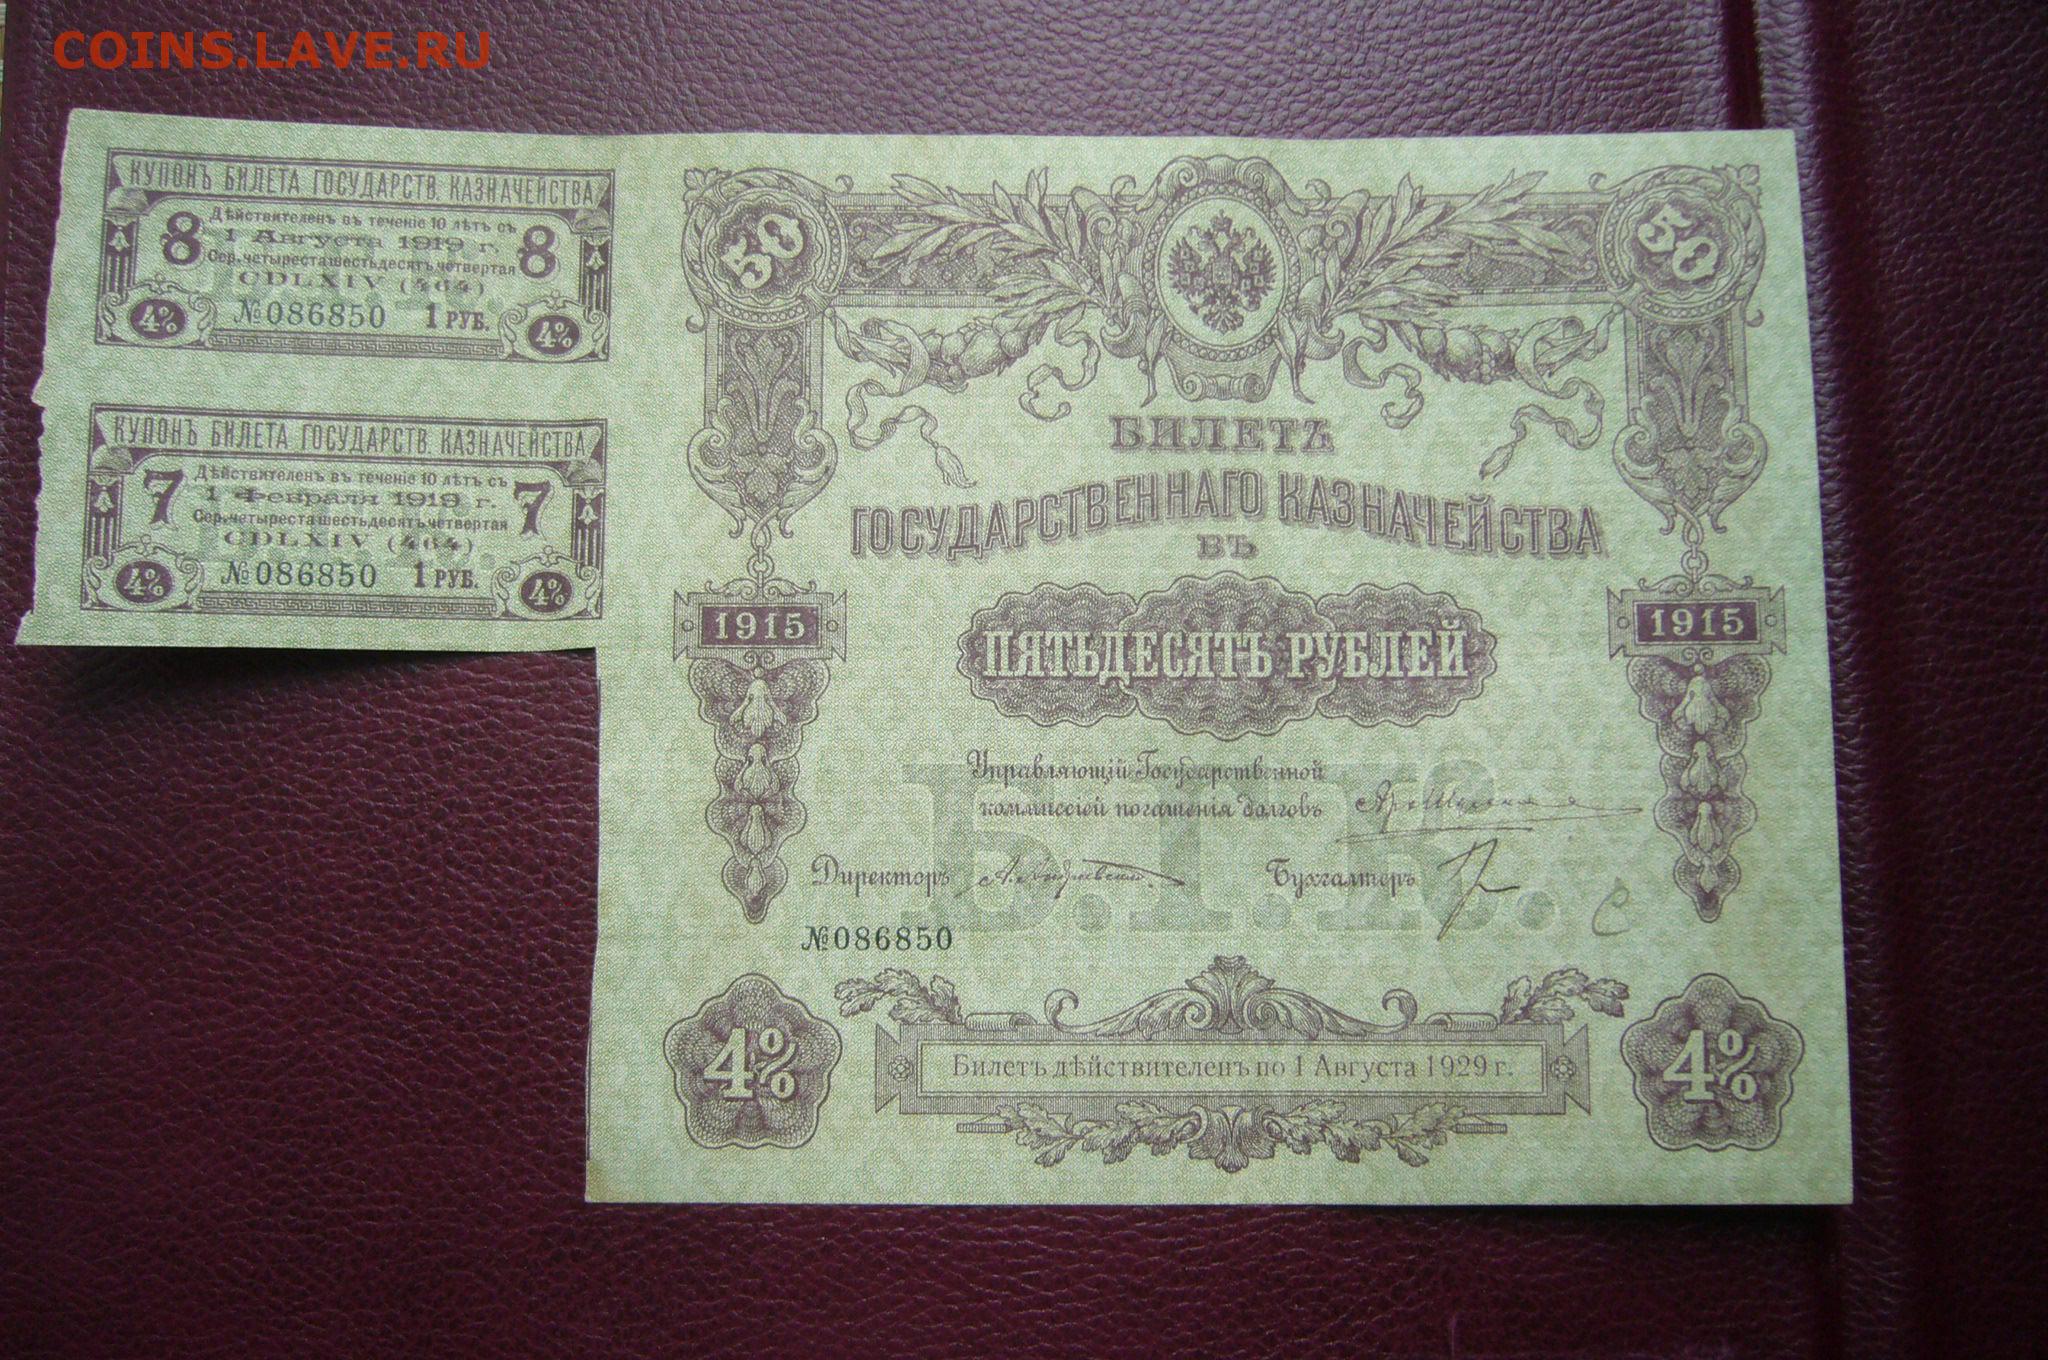 COINS.LAVE.RU
КУПОНЪ БИЛЕТА ГОСУДАРСТВ. КАЗНАЧЕЙСТВА
8 Дѣйствителенъ въ теченіе 10 лѣтъ съ 8
1 Августа 1919 г.
Сер. четыреста шестьдесятъ четвертая
CDLXIV (464)
4% №086850 1 РУБ. 4%
КУПОНЪ БИЛЕТА ГОСУДАРСТВ. КАЗНАЧЕЙСТВА
7 Дѣйствителенъ въ теченіе 10 лѣтъ съ 7
1 Февраля 1919 г.
Сер. четыреста шестьдесятъ четвертая
CDLXIV (464)
4% №086850 1 РУБ. 4%
50 50
БИЛЕТЪ
ГОСУДАРСТВЕННАГО КАЗНАЧЕЙСТВА
ВЪ
1915 1915
ПЯТЬДЕСЯТЪ РУБЛЕЙ
Управляющій Государственной
коммиссіей погашенія долговъ
Директоръ Бухгалтеръ
Б.Г.К.
№086850
4% 4%
Билетъ дѣйствителенъ по 1 Августа 1929 г.